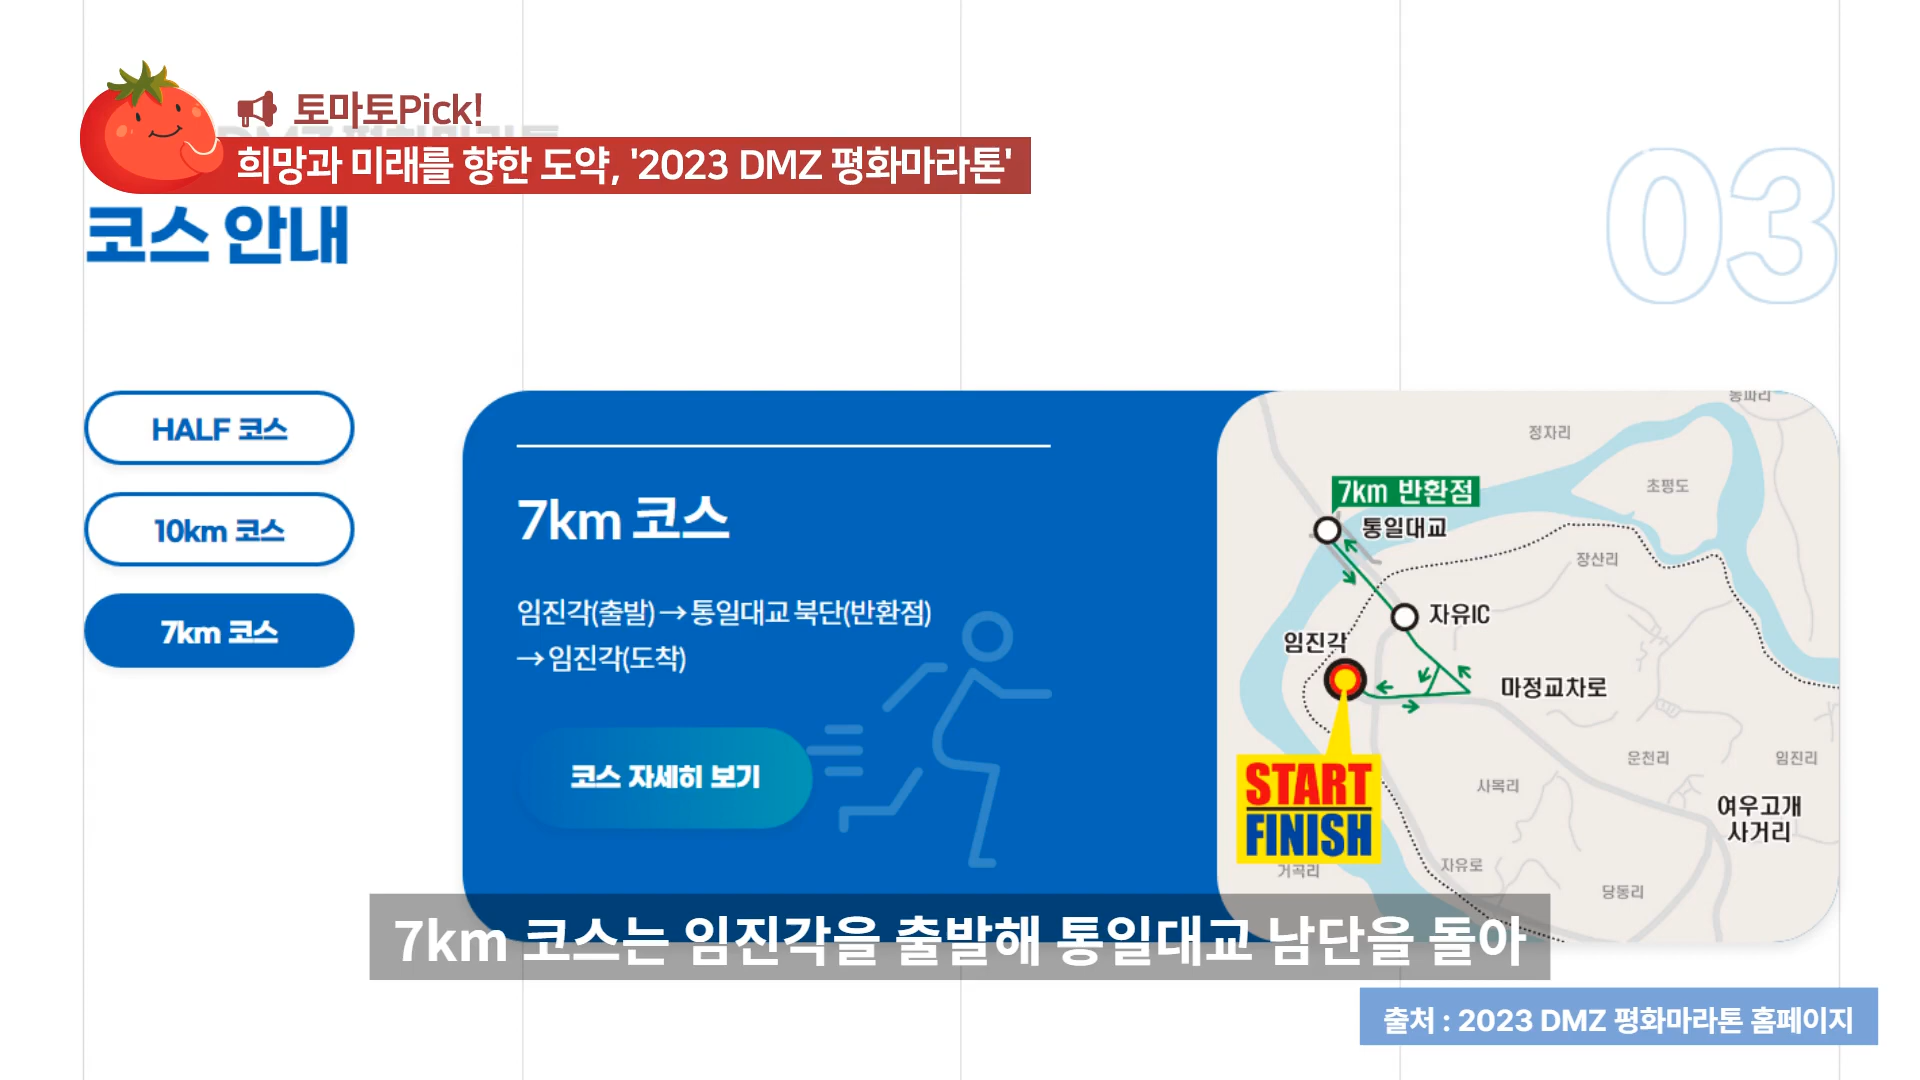 토마토Pick!
희망과 미래를 향한 도약, '2023 DMZ 평화마라톤'
코스 안내
03
HALF 코스
10km 코스
7km 코스
7km 코스
임진각(출발) → 통일대교 북단(반환점)
→ 임진각(도착)
코스 자세히 보기
정자리
7km 반환점
초평도
통일대교
장산리
자유IC
임진각
마정교차로
운천리
임진리
사목리
START
FINISH
여우고개
사거리
자유로
거곡리
당동리
7km 코스는 임진각을 출발해 통일대교 남단을 돌아
출처 : 2023 DMZ 평화마라톤 홈페이지